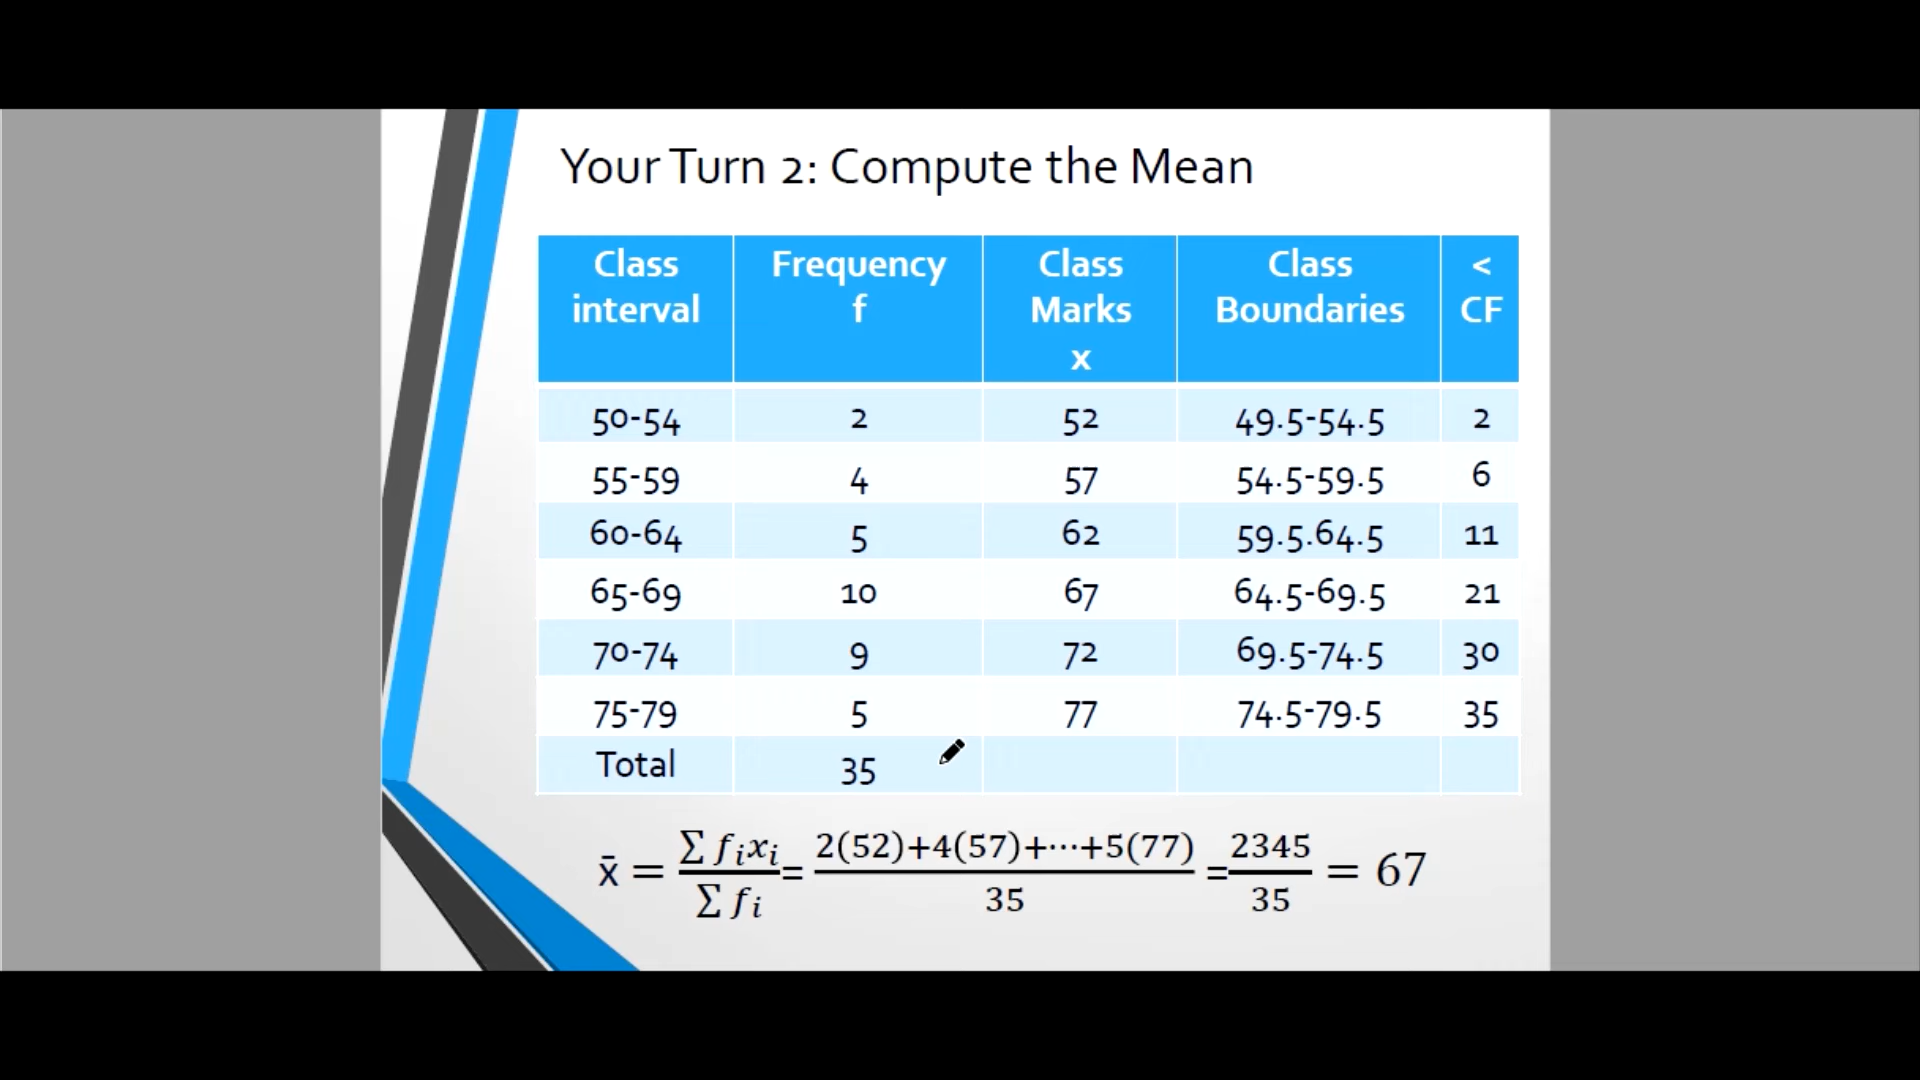 Your Turn 2: Compute the Mean
Class interval Frequency f Class Marks x Class Boundaries < CF
50-54 2 52 49.5-54.5 2
55-59 4 57 54.5-59.5 6
60-64 5 62 59.5.64.5 11
65-69 10 67 64.5-69.5 21
70-74 9 72 69.5-74.5 30
75-79 5 77 74.5-79.5 35
Total 35
x̄ = ∑ fᵢxᵢ / ∑ fᵢ = 2(52)+4(57)+⋯+5(77) / 35 = 2345 / 35 = 67